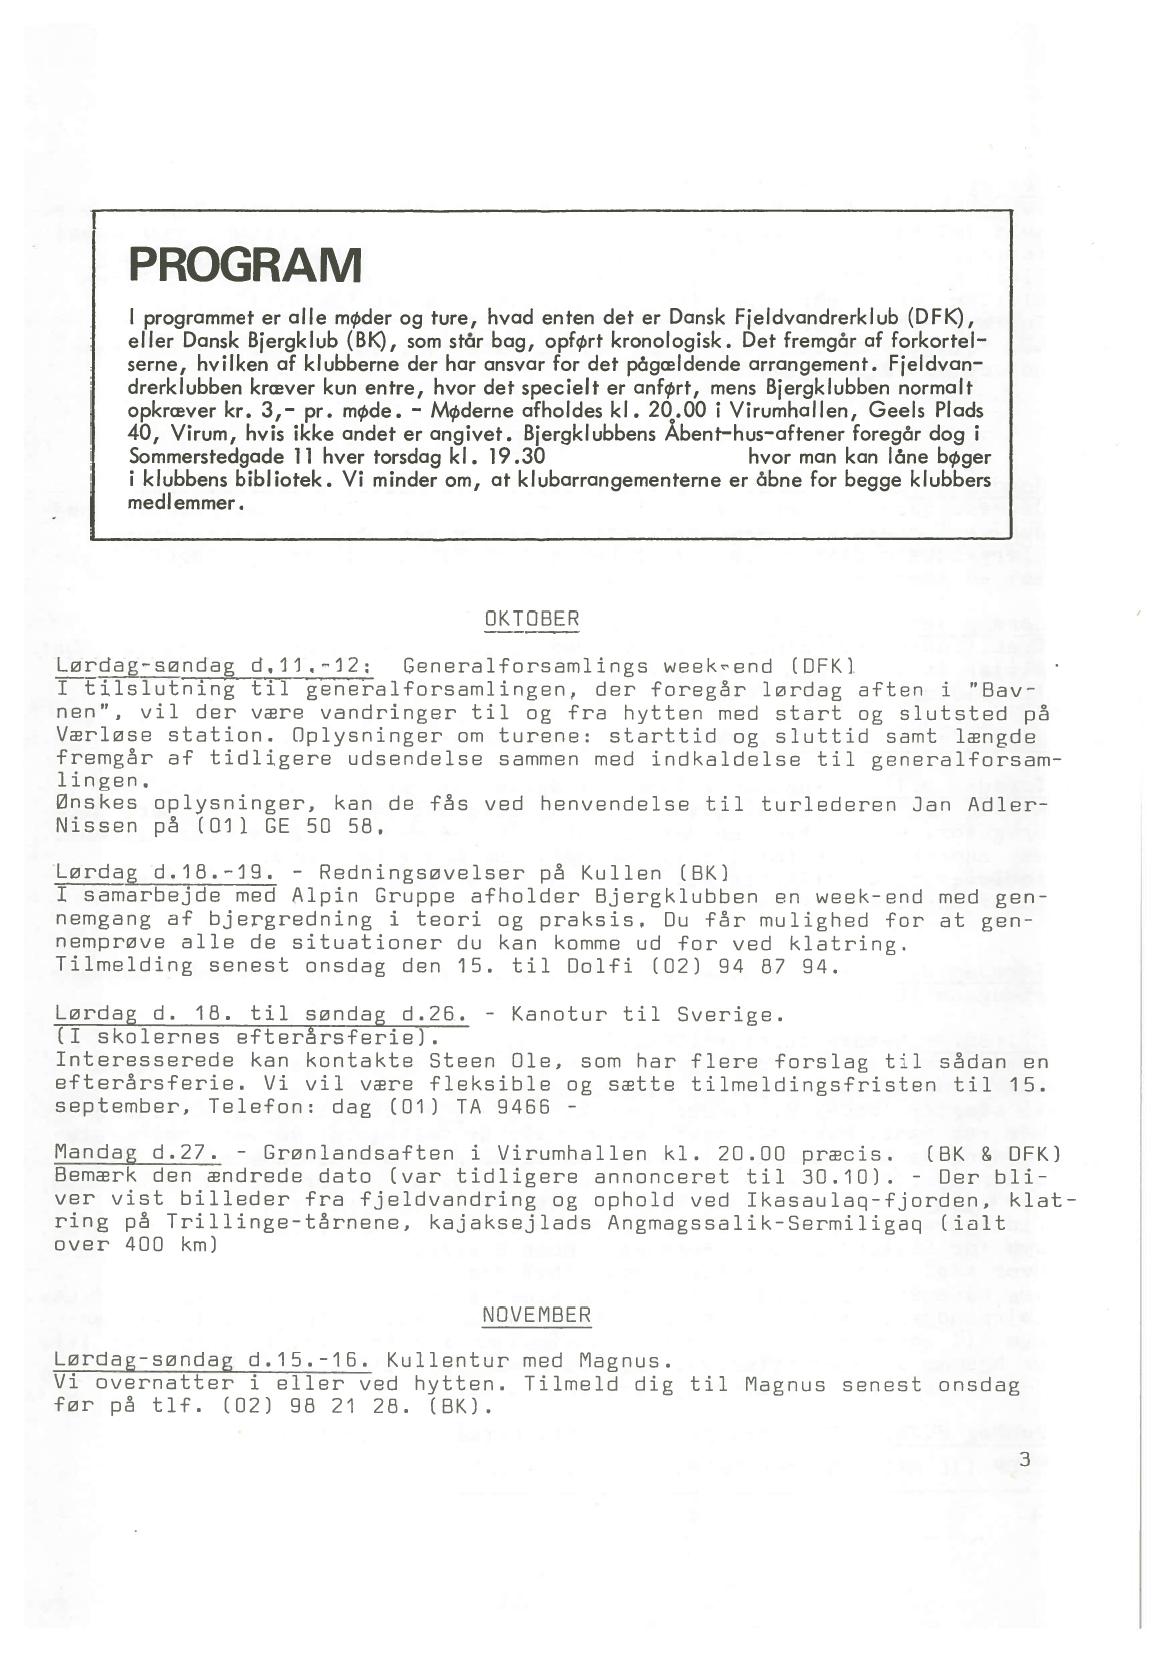 PROGRAM
I programmet er alle møder og ture, hvad enten det er Dansk Fjeldvandrerklub (DFK),
eller Dansk Bjergklub (BK), som står bag, opført kronologisk. Det fremgår af forkortel-
serne, hvilken af klubberne der har ansvar for det pågældende arrangement. Fjeldvan-
drerklubben kræver kun entre, hvor det specielt er anført, mens Bjergklubben normalt
opkræver kr. 3,- pr. møde. - Møderne afholdes kl. 20.00 i Virumhallen, Geels Plads
40, Virum, hvis ikke andet er angivet. Bjergklubbens Åbent-hus-aftener foregår dog i
Sommerstedgade 11 hver torsdag kl. 19.30 hvor man kan låne bøger
i klubbens bibliotek. Vi minder om, at klubarrangementerne er åbne for begge klubbers
medlemmer.
OKTOBER
Lørdag-søndag d.11.-12: Generalforsamlings week-end (DFK)
I tilslutning til generalforsamlingen, der foregår lørdag aften i "Bav-
nen", vil der være vandringer til og fra hytten med start og slutsted på
Værløse station. Oplysninger om turene: starttid og sluttid samt længde
fremgår af tidligere udsendelse sammen med indkaldelse til generalforsam-
lingen.
Ønskes oplysninger, kan de fås ved henvendelse til turlederen Jan Adler-
Nissen på (01) GE 50 58.
Lørdag d.18.-19. - Redningsøvelser på Kullen (BK)
I samarbejde med Alpin Gruppe afholder Bjergklubben en week-end med gen-
nemgang af bjergredning i teori og praksis. Du får mulighed for at gen-
nemprøve alle de situationer du kan komme ud for ved klatring.
Tilmelding senest onsdag den 15. til Dolfi (02) 94 87 94.
Lørdag d. 18. til søndag d.26. - Kanotur til Sverige.
(I skolernes efterårsferie).
Interesserede kan kontakte Steen Ole, som har flere forslag til sådan en
efterårsferie. Vi vil være fleksible og sætte tilmeldingsfristen til 15.
september, Telefon: dag (01) TA 9466 -
Mandag d.27. - Grønlandsaften i Virumhallen kl. 20.00 præcis. (BK & DFK)
Bemærk den ændrede dato (var tidligere annonceret til 30.10). - Der bli-
ver vist billeder fra fjeldvandring og ophold ved Ikasaulaq-fjorden, klat-
ring på Trillinge-tårnene, kajaksejlads Angmagssalik-Sermiligaq (ialt
over 400 km)
NOVEMBER
Lørdag-søndag d.15.-16. Kullentur med Magnus.
Vi overnatter i eller ved hytten. Tilmeld dig til Magnus senest onsdag
før på tlf. (02) 98 21 28. (BK).
3